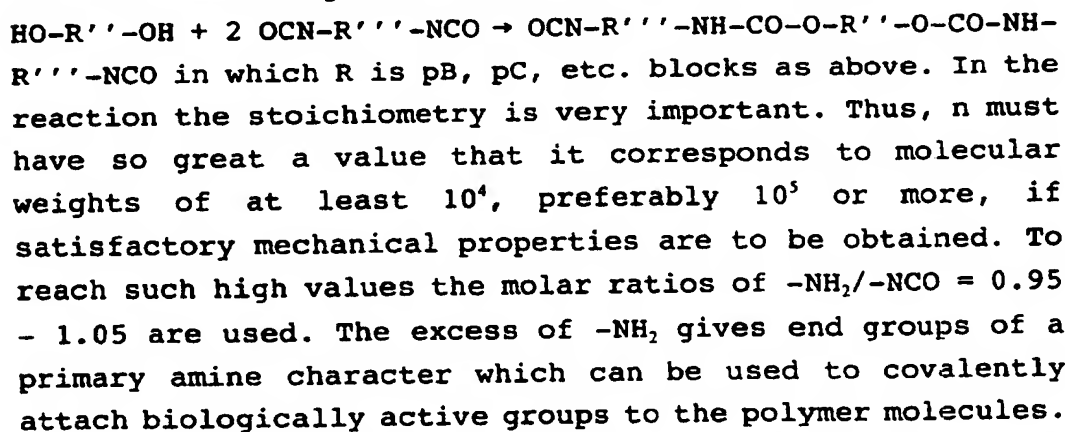 HO–R''–OH + 2 OCN–R'''–NCO → OCN–R'''–NH–CO–O–R''–O–CO–NH–
R'''–NCO in which R is pB, pC, etc. blocks as above. In the
reaction the stoichiometry is very important. Thus, n must
have so great a value that it corresponds to molecular
weights of at least 10⁴, preferably 10⁵ or more, if
satisfactory mechanical properties are to be obtained. To
reach such high values the molar ratios of -NH₂/-NCO = 0.95
- 1.05 are used. The excess of -NH₂ gives end groups of a
primary amine character which can be used to covalently
attach biologically active groups to the polymer molecules.